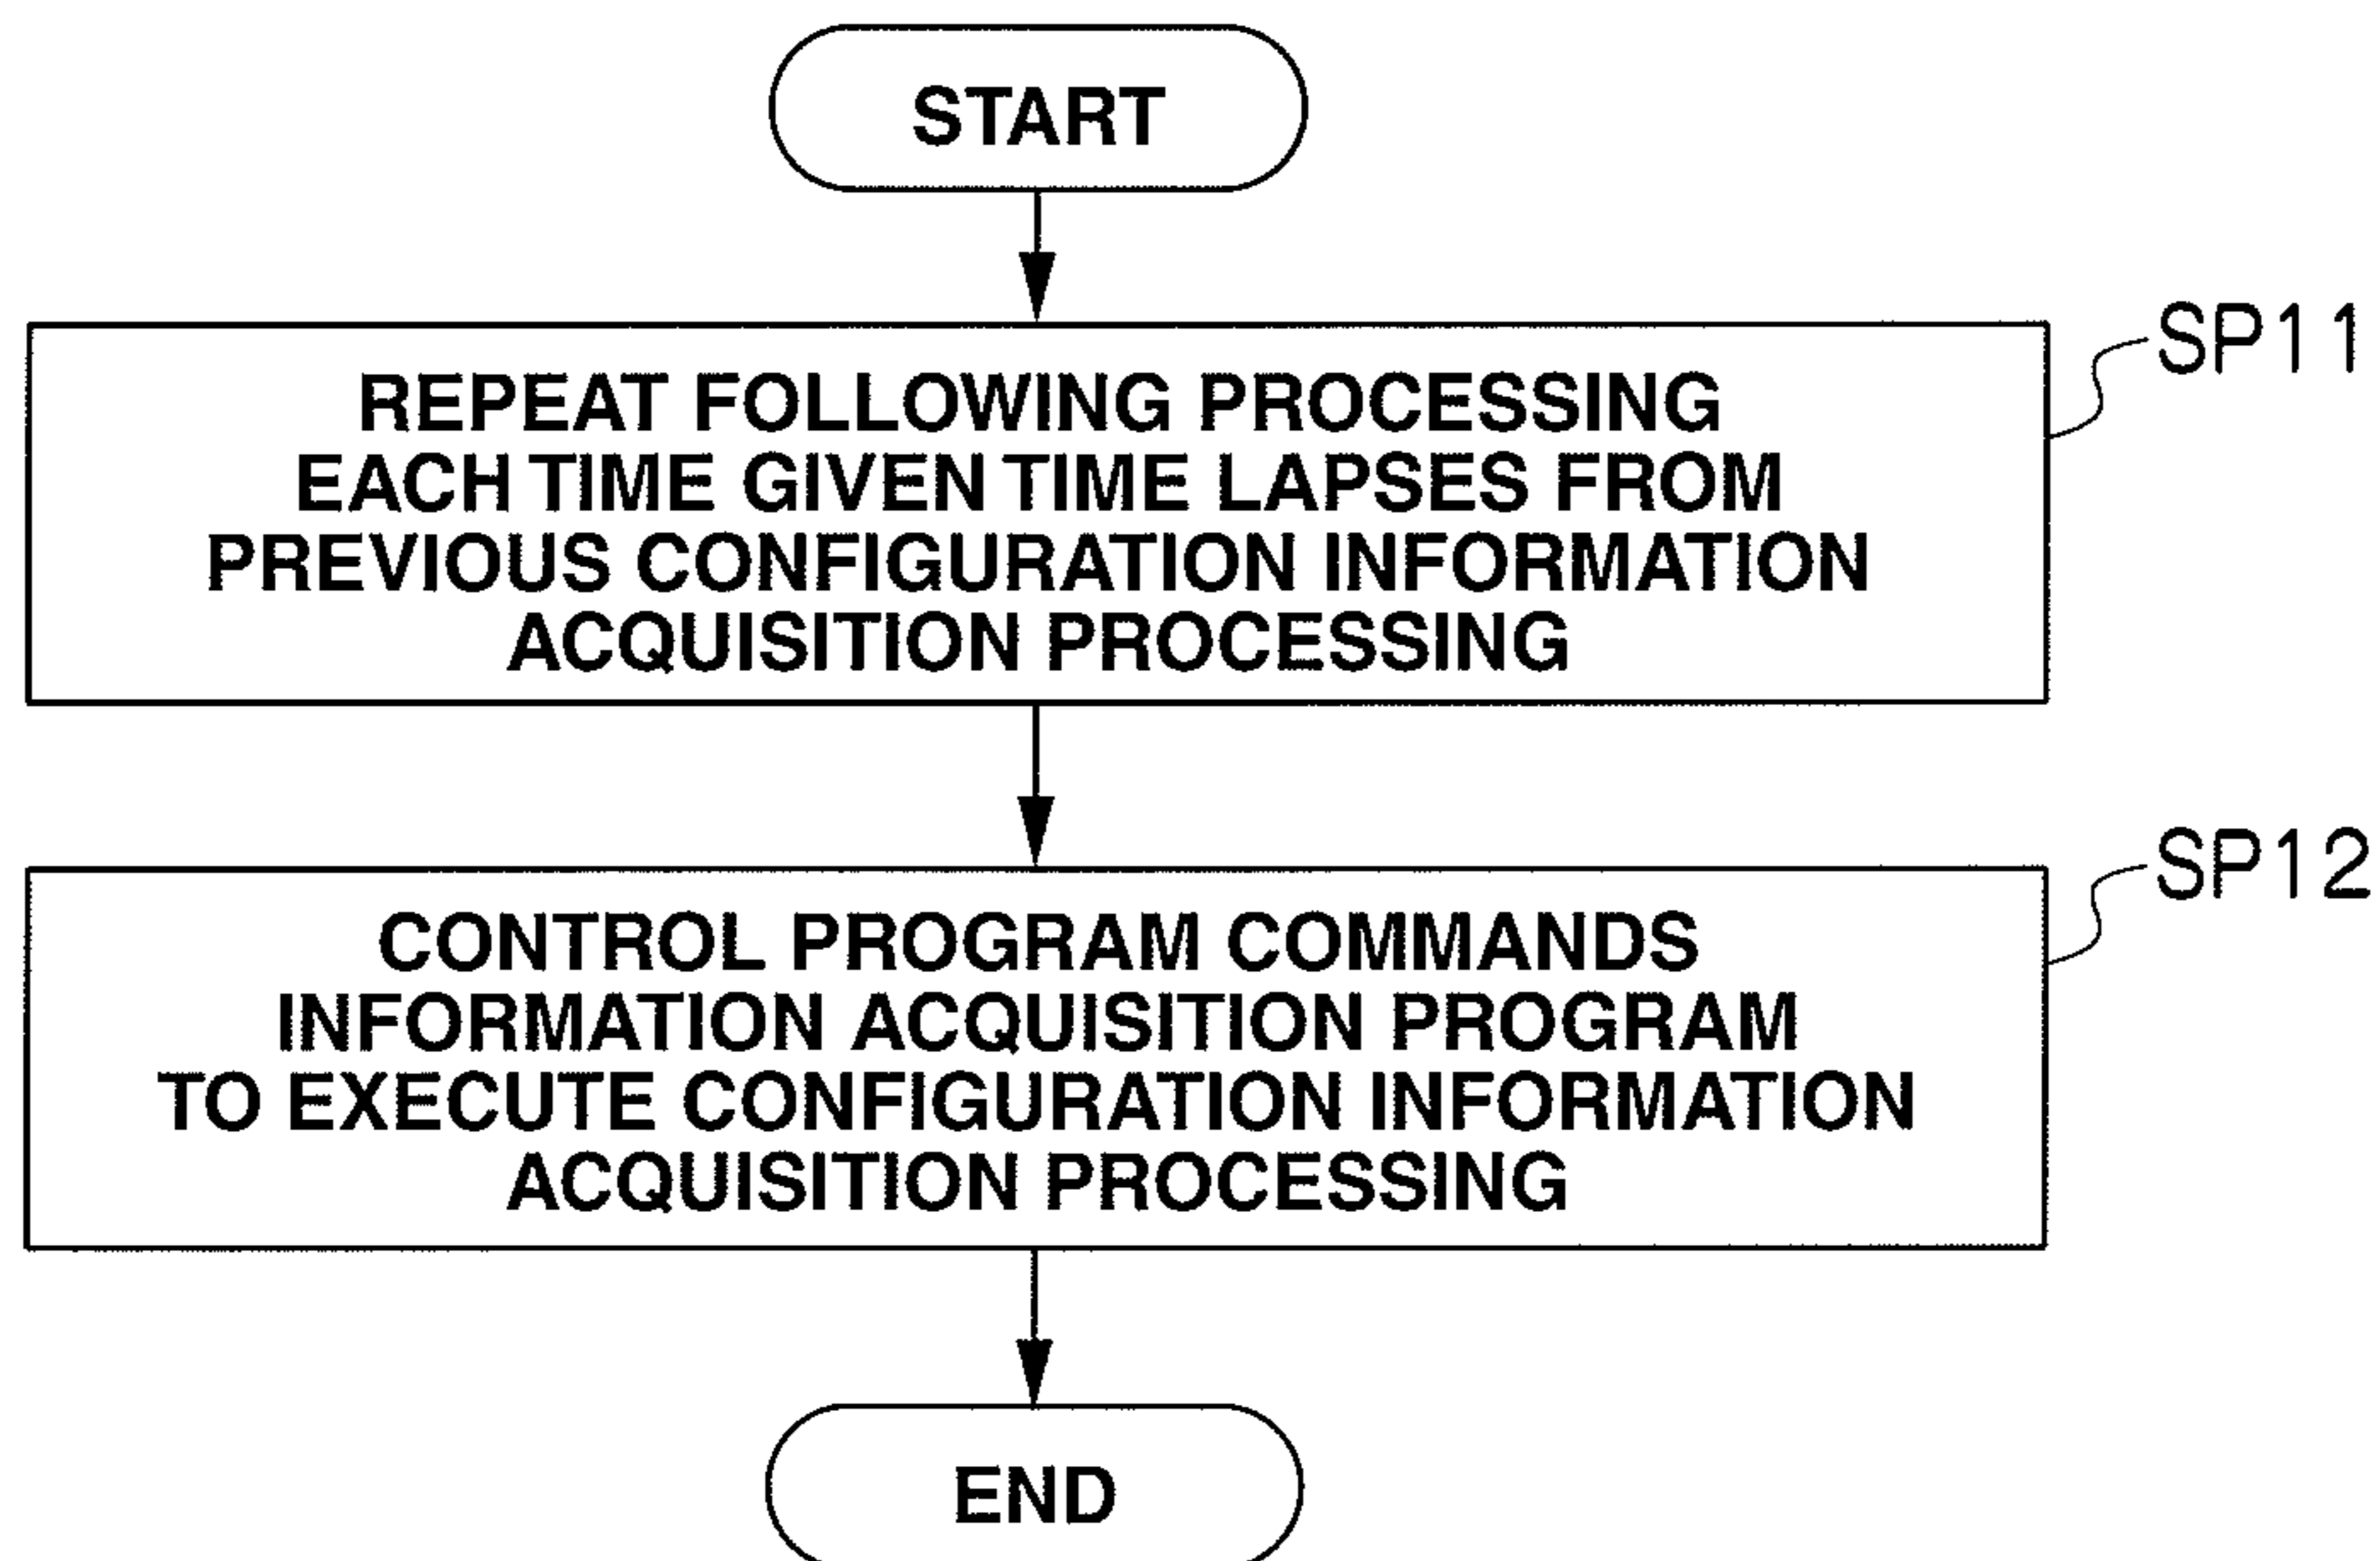 START
SP11
REPEAT FOLLOWING PROCESSING
EACH TIME GIVEN TIME LAPSES FROM
PREVIOUS CONFIGURATION INFORMATION
ACQUISITION PROCESSING
SP12
CONTROL PROGRAM COMMANDS
INFORMATION ACQUISITION PROGRAM
TO EXECUTE CONFIGURATION INFORMATION
ACQUISITION PROCESSING
END